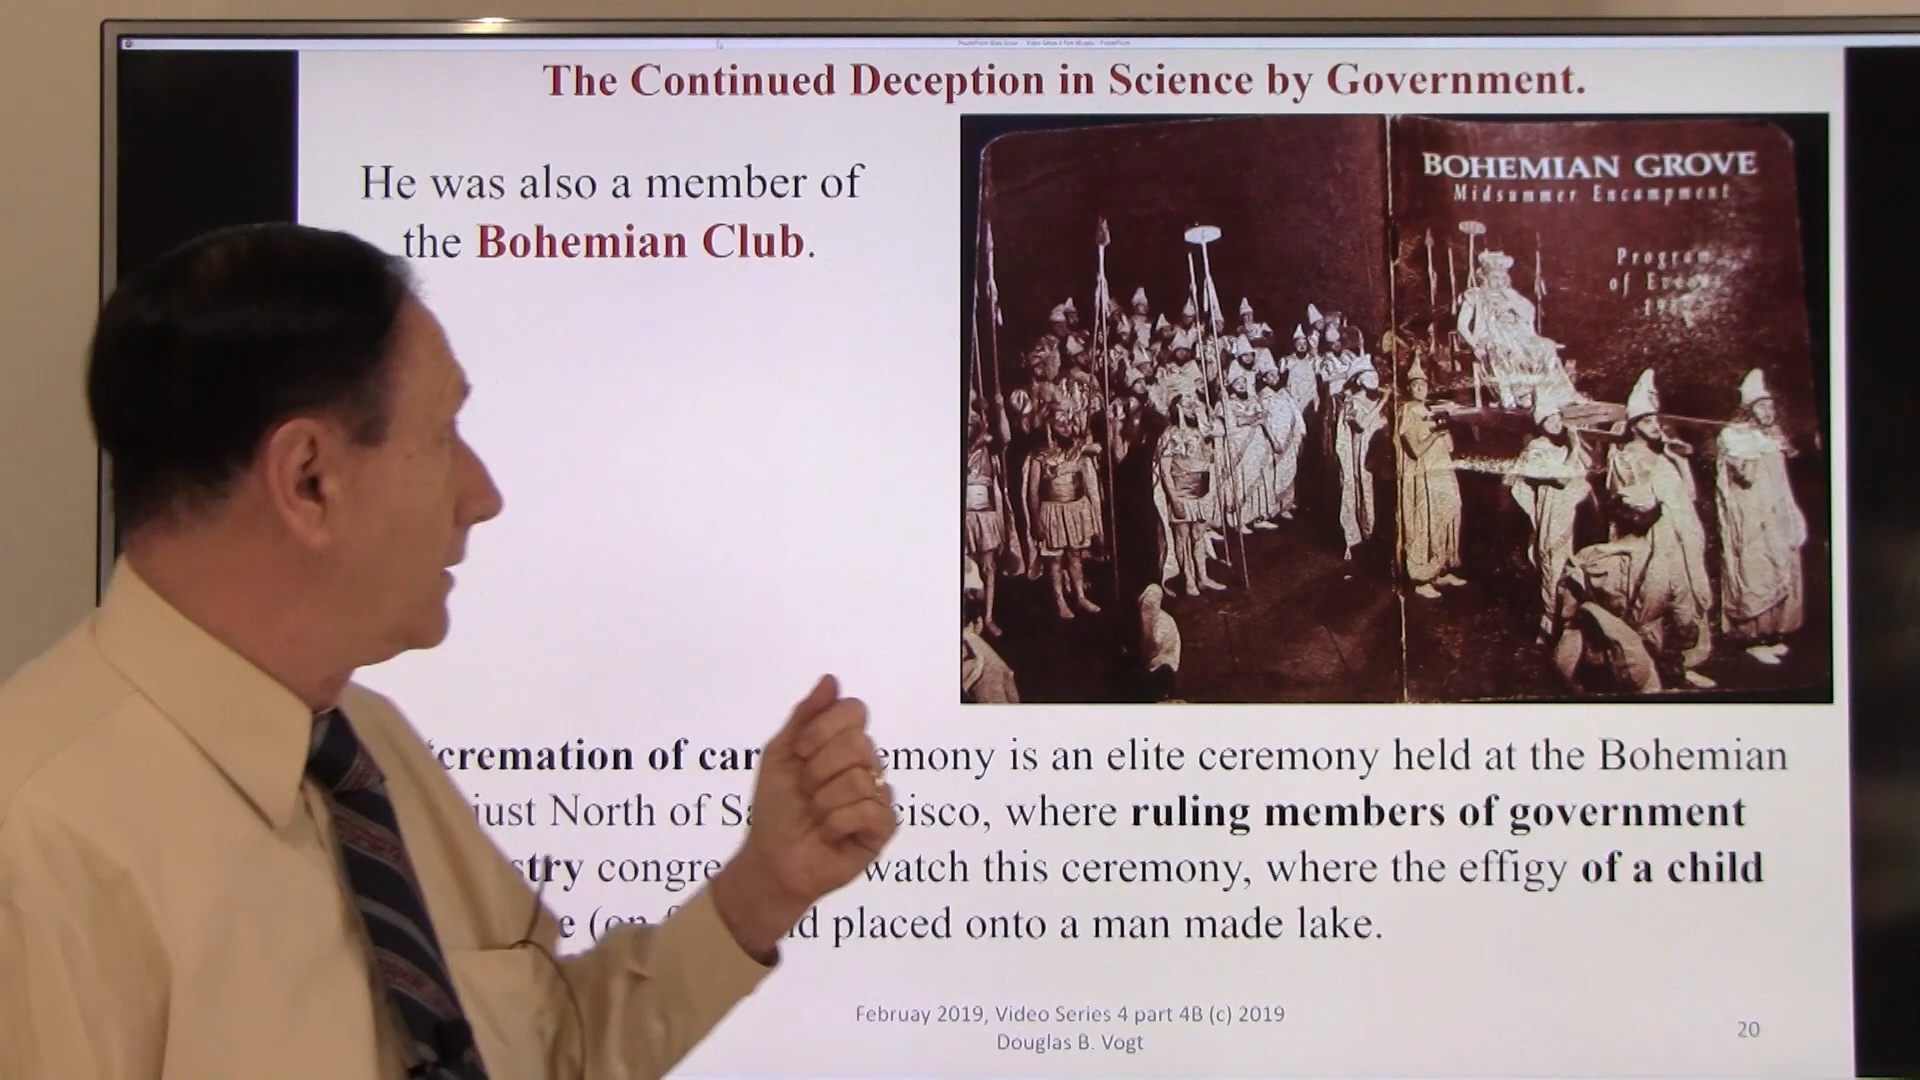 The Continued Deception in Science by Government.
He was also a member of
the Bohemian Club.
BOHEMIAN GROVE
Midsummer Encampment
Program
of
cremation of car emony is an elite ceremony held at the Bohemian
just North of Sa cisco, where ruling members of government
stry congre watch this ceremony, where the effigy of a child
e (on d placed onto a man made lake.
Februay 2019, Video Series 4 part 4B (c) 2019
Douglas B. Vogt
20